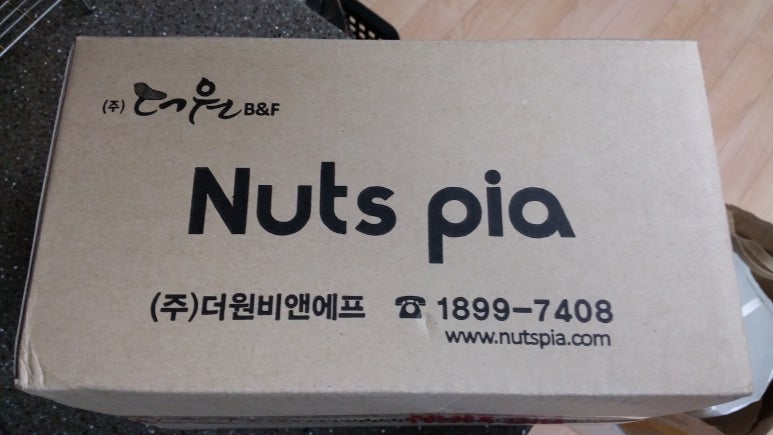 (주) 더원 B&F
Nuts pia
(주)더원비앤에프 ☎ 1899-7408
www.nutspia.com